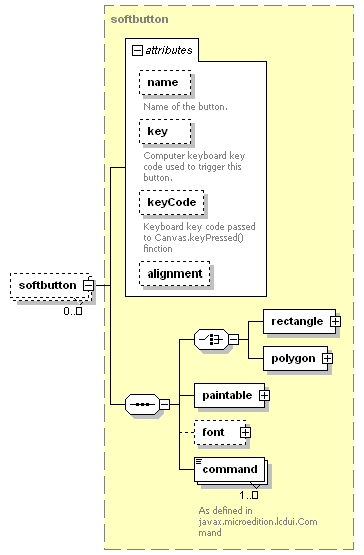 softbutton
attributes
name
Name of the button.
key
Computer keyboard key
code used to trigger this
button.
keyCode
Keyboard key code passed
to Canvas.keyPressed()
finction
alignment
softbutton
0..
rectangle
polygon
paintable
font
command
1..
As defined in
javax.microedition.lcdui.Com
mand